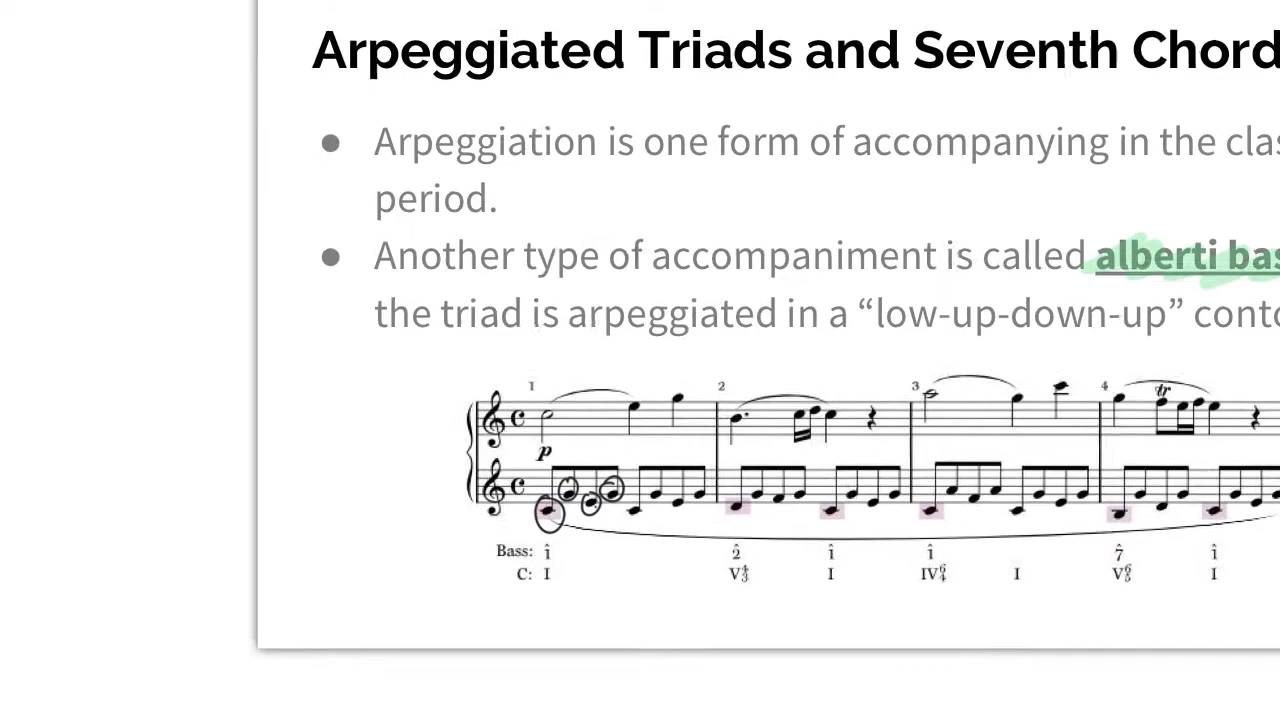 Arpeggiated Triads and Seventh Chord
● Arpeggiation is one form of accompanying in the clas
period.
● Another type of accompaniment is called alberti bas
the triad is arpeggiated in a “low-up-down-up” conto
1 2 3 4
tr
p
Bass: 1̂ 2̂ 1̂ 1̂ 7̂ 1̂
C: I V4/3 I IV6/4 I V6/5 I